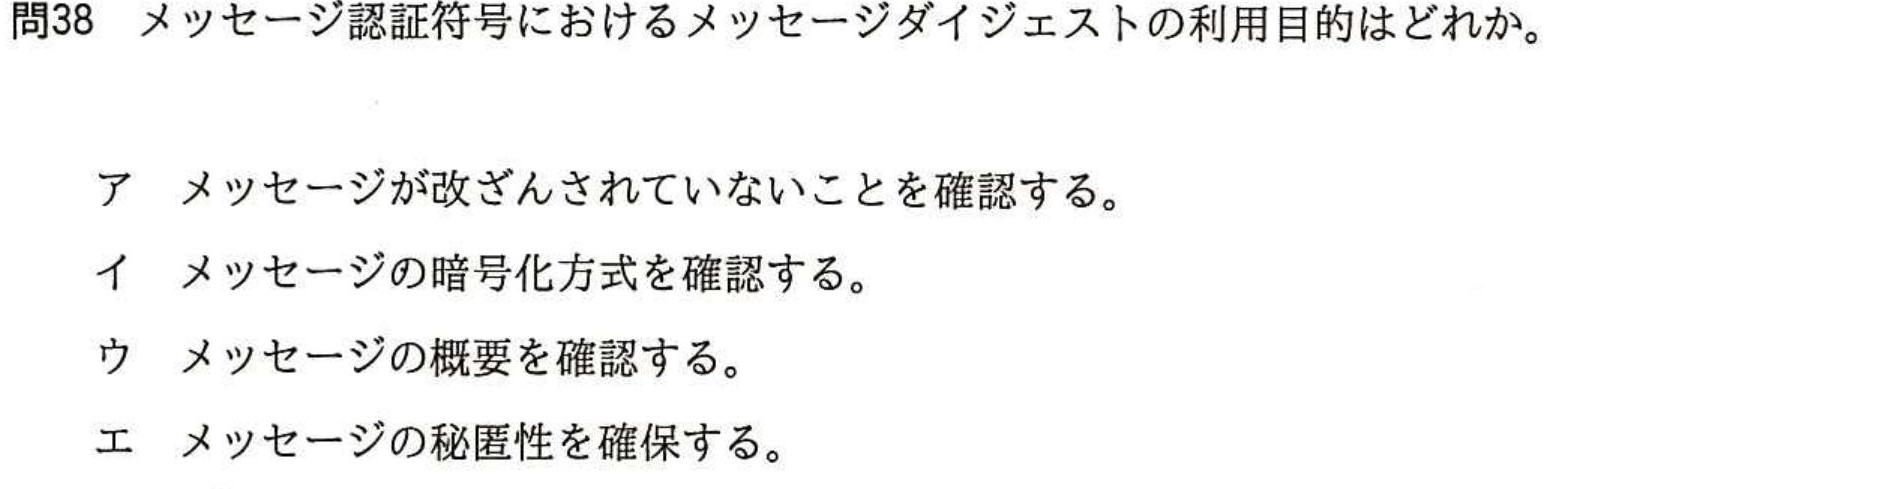 問38　メッセージ認証符号におけるメッセージダイジェストの利用目的はどれか。
ア　メッセージが改ざんされていないことを確認する。
イ　メッセージの暗号化方式を確認する。
ウ　メッセージの概要を確認する。
エ　メッセージの秘匿性を確保する。